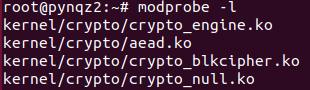 root@pynqz2:~# modprobe -l
kernel/crypto/crypto_engine.ko
kernel/crypto/aead.ko
kernel/crypto/crypto_blkcipher.ko
kernel/crypto/crypto_null.ko